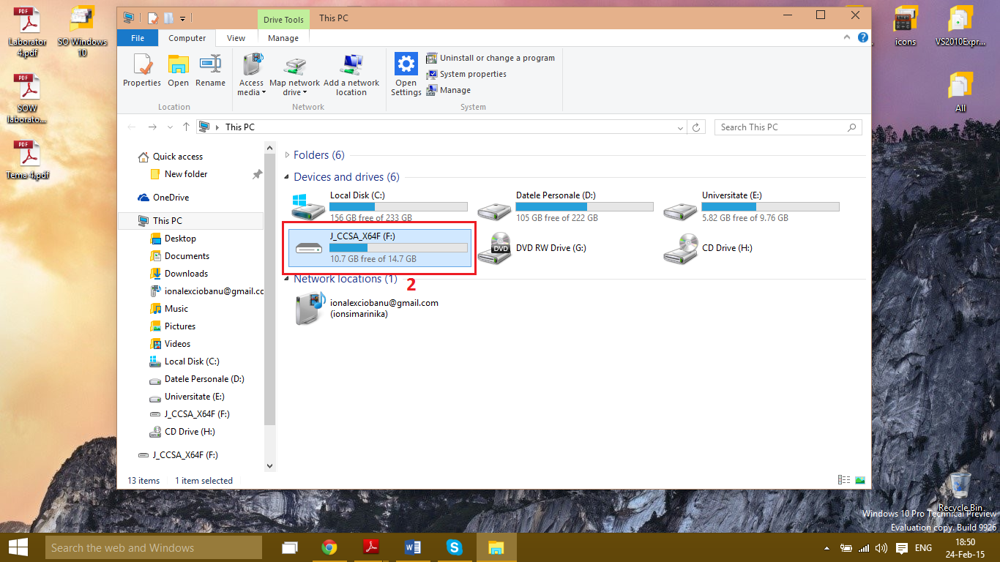 Laborator
4.pdf
SO Windows
10
SOW
laborato...
Tema 4.pdf
icons
VS2010Expr...
All
Recycle Bin
Drive Tools
This PC
File
Computer
View
Manage
Properties
Open
Rename
Access
media
Map network
drive
Add a network
location
Open
Settings
Uninstall or change a program
System properties
Manage
Location
Network
System
This PC
Search This PC
Quick access
New folder
OneDrive
This PC
Desktop
Documents
Downloads
ionalexciobanu@gmail.cc
Music
Pictures
Videos
Local Disk (C:)
Datele Personale (D:)
Universitate (E:)
J_CCSA_X64F (F:)
CD Drive (H:)
J_CCSA_X64F (F:)
Folders (6)
Devices and drives (6)
Local Disk (C:)
156 GB free of 233 GB
Datele Personale (D:)
105 GB free of 222 GB
Universitate (E:)
5.82 GB free of 9.76 GB
J_CCSA_X64F (F:)
10.7 GB free of 14.7 GB
DVD
DVD RW Drive (G:)
CD Drive (H:)
Network locations (1)
2
ionalexciobanu@gmail.com
(ionsimarinika)
13 items
1 item selected
Windows 10 Pro Technical Preview
Evaluation copy. Build 9926
Search the web and Windows
ENG
18:50
24-Feb-15